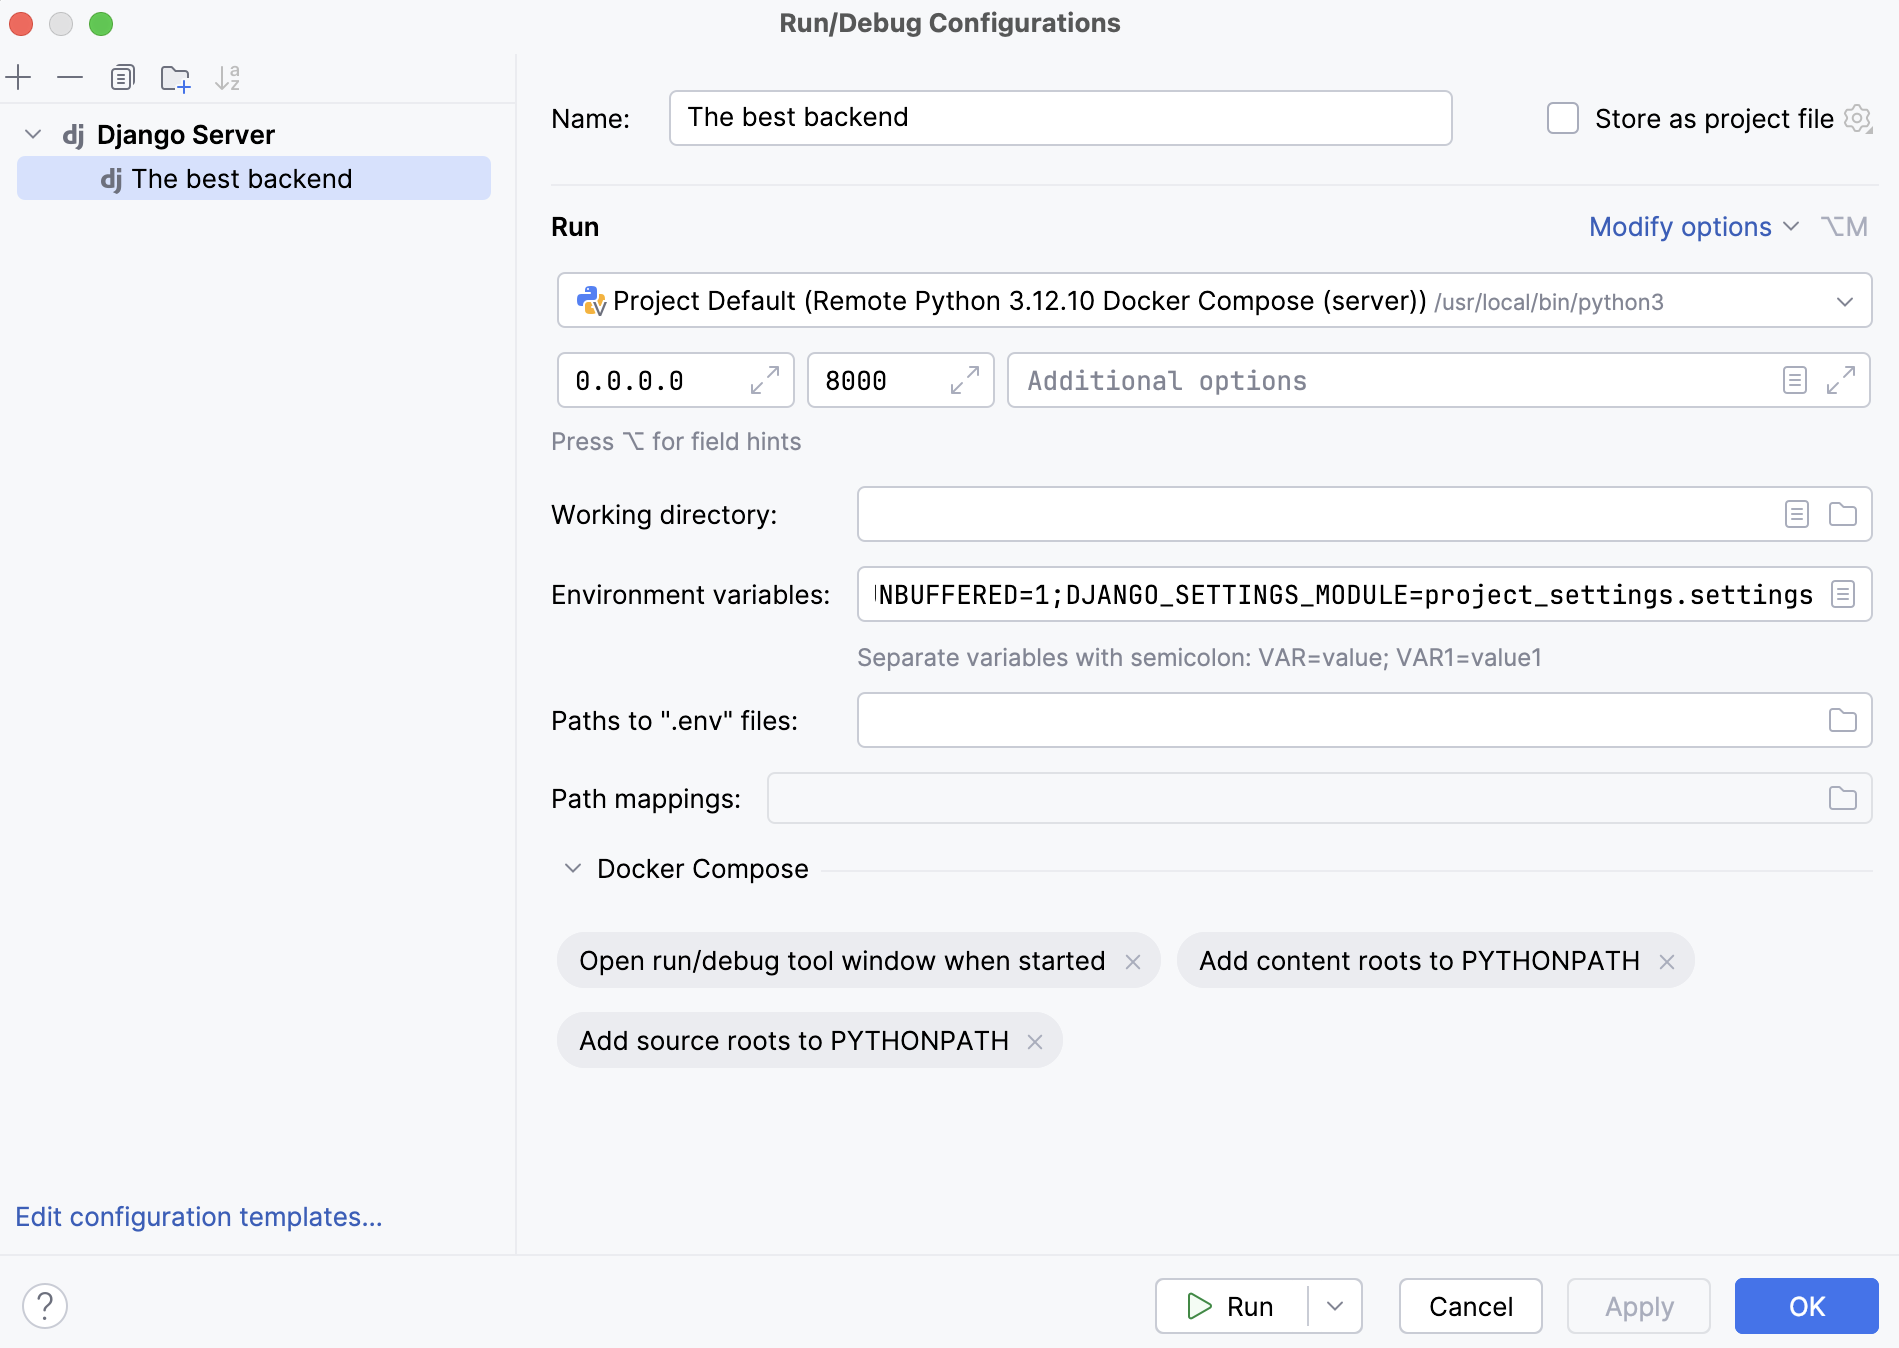 Run/Debug Configurations
dj Django Server
dj The best backend
Edit configuration templates...
Name: The best backend
Store as project file
Run
Modify options ⌥M
Project Default (Remote Python 3.12.10 Docker Compose (server)) /usr/local/bin/python3
0.0.0.0 8000 Additional options
Press ⌥ for field hints
Working directory:
Environment variables: NBUFFERED=1;DJANGO_SETTINGS_MODULE=project_settings.settings
Separate variables with semicolon: VAR=value; VAR1=value1
Paths to ".env" files:
Path mappings:
Docker Compose
Open run/debug tool window when started
Add content roots to PYTHONPATH
Add source roots to PYTHONPATH
? Run Cancel Apply OK